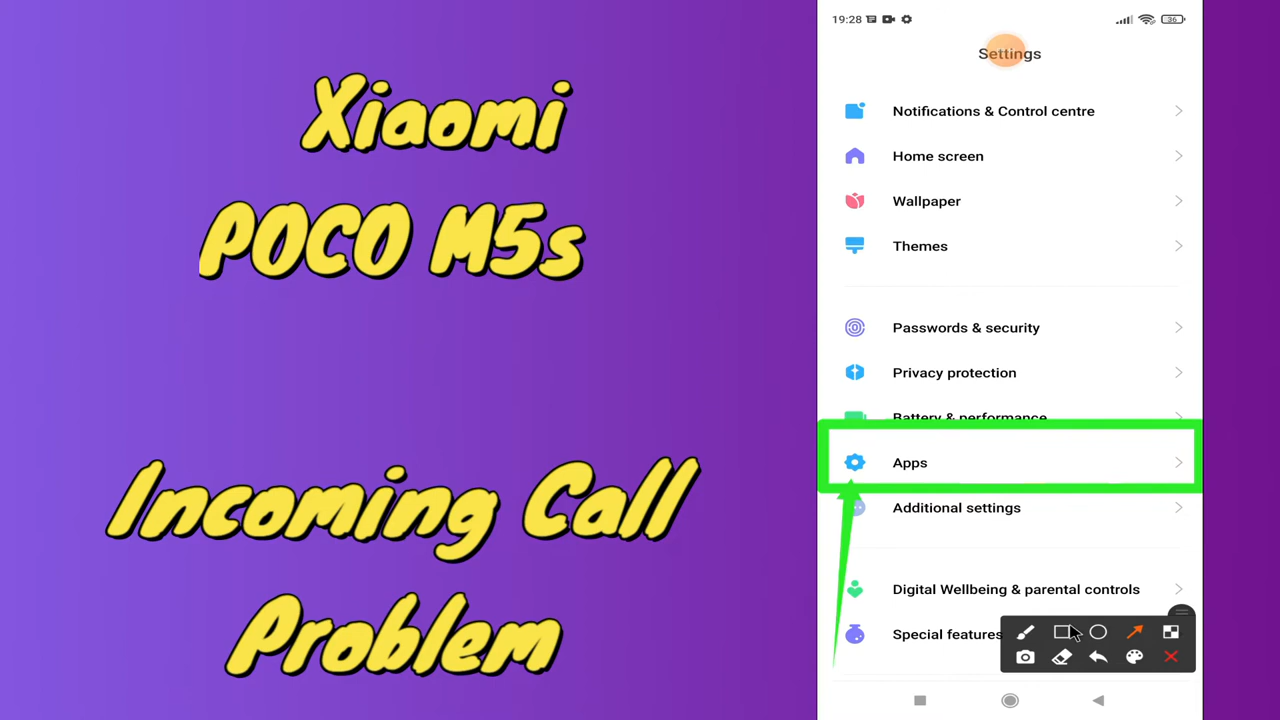 Xiaomi
POCO M5s
Incoming Call
Problem
19:28
36
Settings
Notifications & Control centre
Home screen
Wallpaper
Themes
Passwords & security
Privacy protection
Battery & performance
Apps
Additional settings
Digital Wellbeing & parental controls
Special features